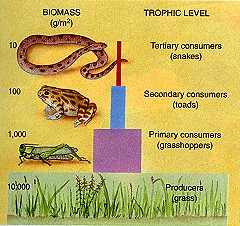 BIOMASS
(g/m²)
TROPHIC LEVEL
10
Tertiary consumers
(snakes)
100
Secondary consumers
(toads)
1,000
Primary consumers
(grasshoppers)
10,000
Producers
(grass)